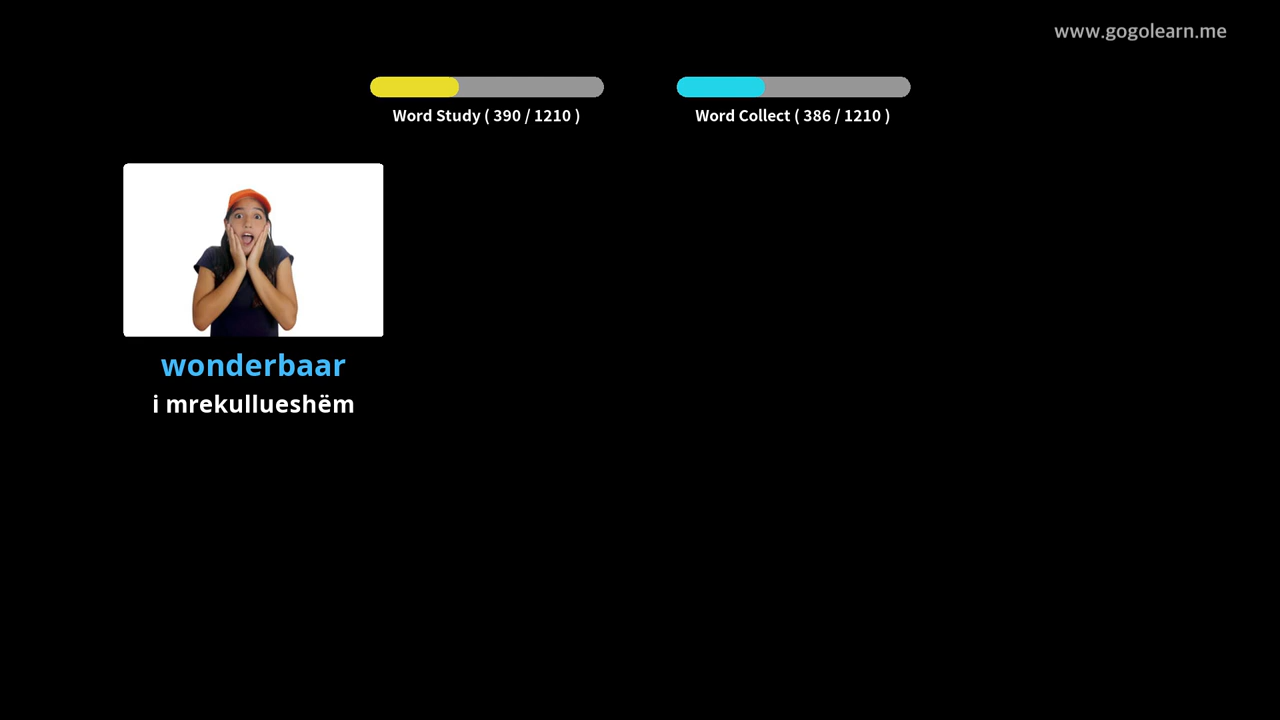 www.gogolearn.me
Word Study ( 390 / 1210 )
Word Collect ( 386 / 1210 )
wonderbaar
i mrekullueshëm